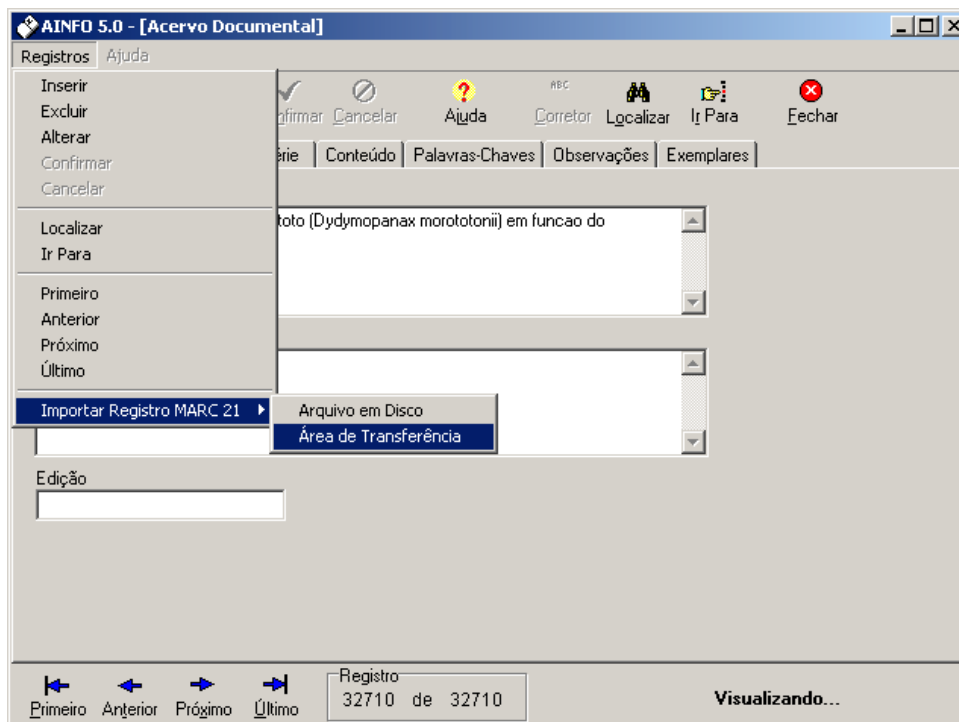 AINFO 5.0 - [Acervo Documental]
Registros Ajuda
Inserir
Excluir
Alterar
Confirmar
Cancelar
Localizar
Ir Para
Primeiro
Anterior
Próximo
Último
Importar Registro MARC 21
Arquivo em Disco
Área de Transferência
nfirmar Cancelar Ajuda ABC Corretor Localizar Ir Para Fechar
érie Conteúdo Palavras-Chaves Observações Exemplares
toto (Dydymopanax morototonii) em funcao do
Edição
Primeiro Anterior Próximo Último
Registro
32710 de 32710
Visualizando...